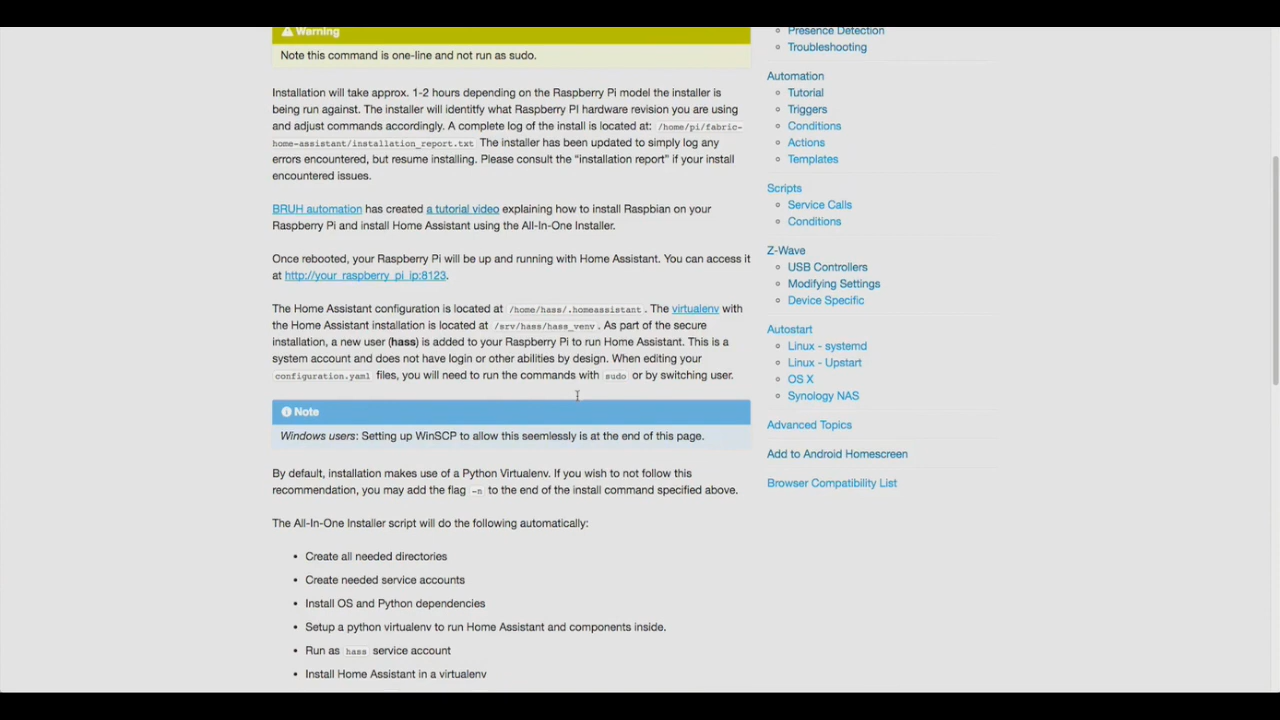 Warning
Note this command is one-line and not run as sudo.
Installation will take approx. 1-2 hours depending on the Raspberry Pi model the installer is
being run against. The installer will identitfy what Raspberry PI hardware revision you are using
and adjust commands accordingly. A complete log of the install is located at: /home/pi/fabric-
home-assistant/installation_report.txt The installer has been updated to simply log any
errors encountered, but resume installing. Please consult the "installation report" if your install
encountered issues.
BRUH automation has created a tutorial video explaining how to install Raspbian on your
Raspberry Pi and install Home Assistant using the All-In-One Installer.
Once rebooted, your Raspberry Pi will be up and running with Home Assistant. You can access it
at http://your_raspberry_pi_ip:8123.
The Home Assistant configuration is located at /home/hass/.homeassistant. The virtualenv with
the Home Assistant installation is located at /srv/hass/hass_venv. As part of the secure
installation, a new user (hass) is added to your Raspberry Pi to run Home Assistant. This is a
system account and does not have login or other abilities by design. When editing your
configuration.yaml files, you will need to run the commands with sudo or by switching user.
Note
Windows users: Setting up WinSCP to allow this seemlessly is at the end of this page.
By default, installation makes use of a Python Virtualenv. If you wish to not follow this
recommendation, you may add the flag -n to the end of the install command specified above.
The All-In-One Installer script will do the following automatically:
• Create all needed directories
• Create needed service accounts
• Install OS and Python dependencies
• Setup a python virtualenv to run Home Assistant and components inside.
• Run as hass service account
• Install Home Assistant in a virtualenv
Presence Detection
Troubleshooting
Automation
Tutorial
Triggers
Conditions
Actions
Templates
Scripts
Service Calls
Conditions
Z-Wave
USB Controllers
Modifying Settings
Device Specific
Autostart
Linux - systemd
Linux - Upstart
OS X
Synology NAS
Advanced Topics
Add to Android Homescreen
Browser Compatibility List